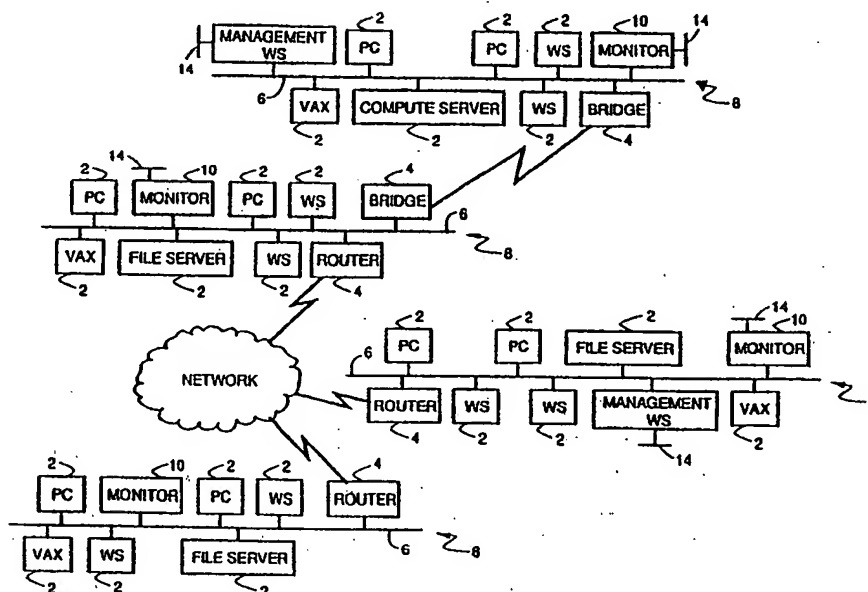 2 2 2 10 14
MANAGEMENT WS PC PC WS MONITOR
14 6 8
VAX COMPUTE SERVER WS BRIDGE
2 2 2 4
2 14 10 2 2 4
PC MONITOR PC WS BRIDGE 6
8
VAX FILE SERVER WS ROUTER
2 2 2 4
2 2 2 14 10
6 PC PC FILE SERVER MONITOR
NETWORK
ROUTER WS WS MANAGEMENT WS VAX
4 2 2 2
14
2 10 2 2 4
PC MONITOR PC WS ROUTER
6 8
VAX WS FILE SERVER
2 2 2